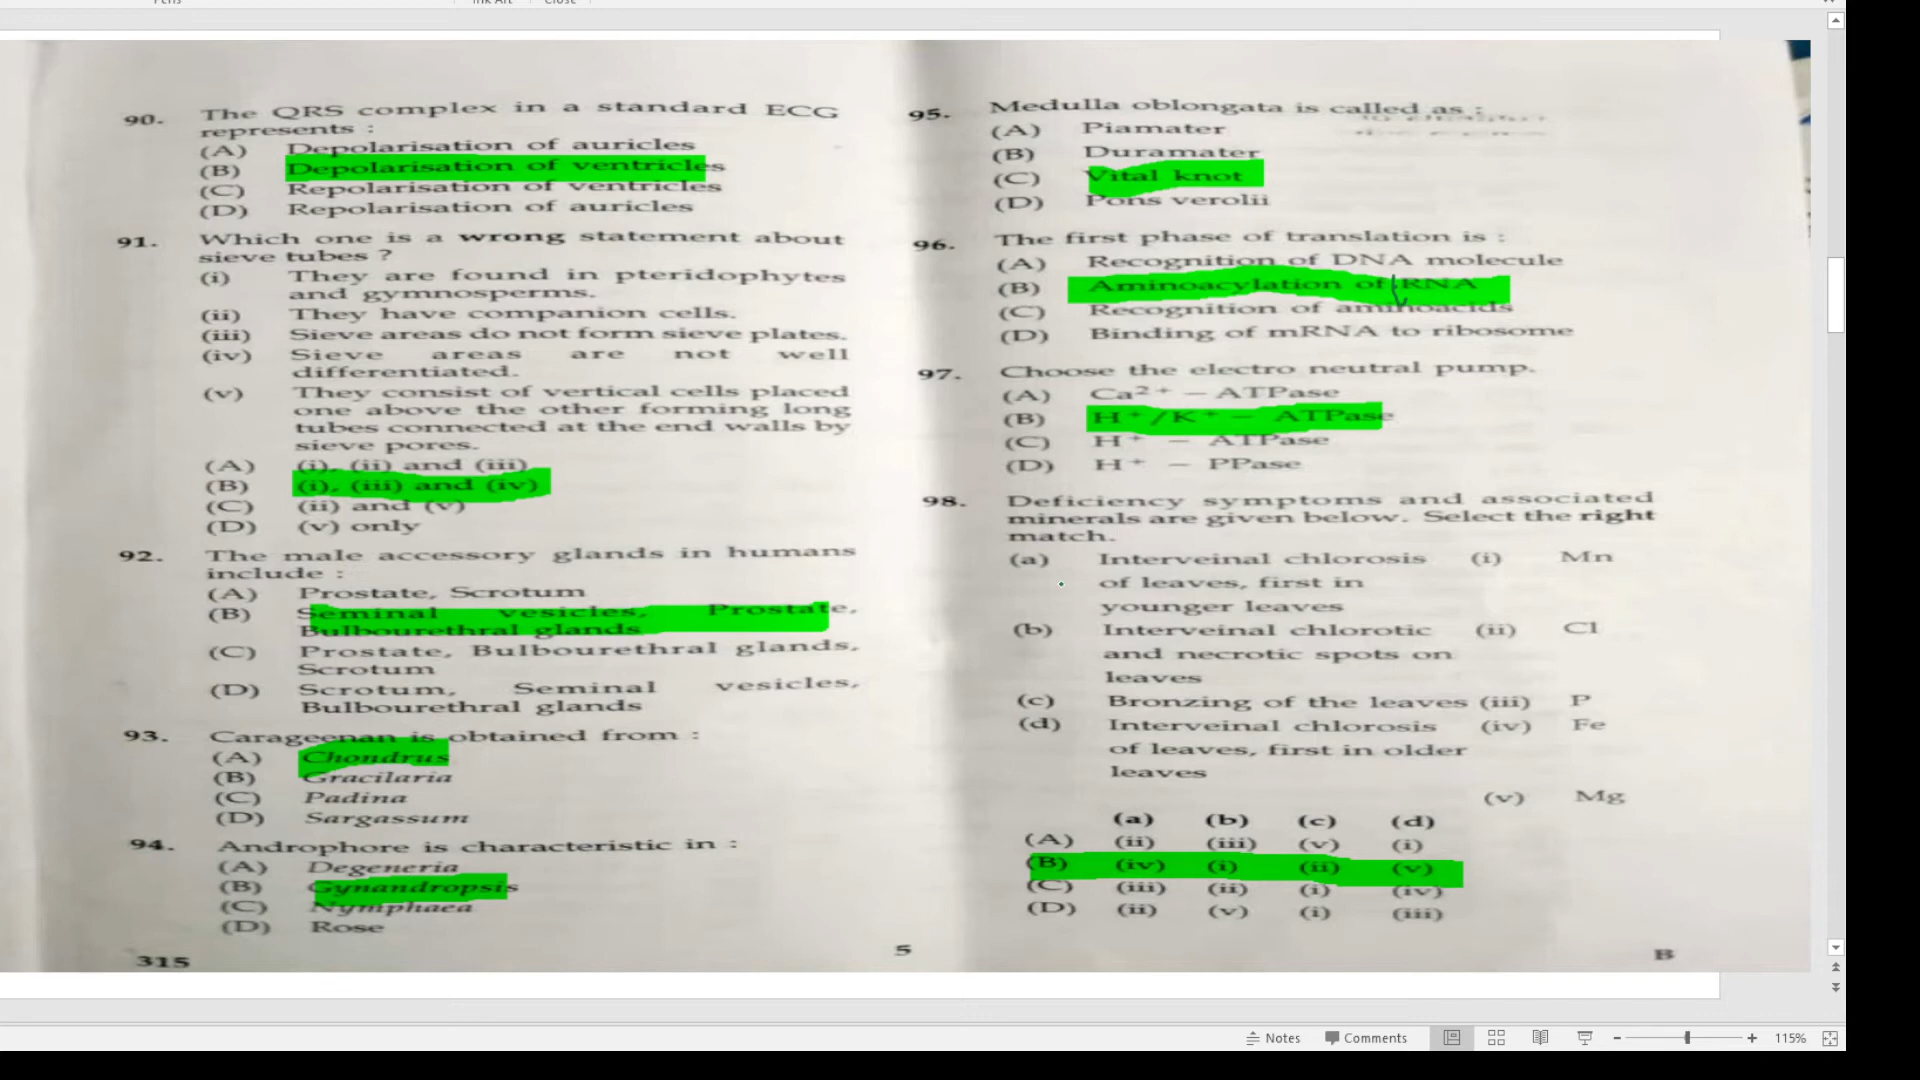 Pens
Ink Art
Close
90. The QRS complex in a standard ECG
represents :
(A) Depolarisation of auricles
(B) Depolarisation of ventricles
(C) Repolarisation of ventricles
(D) Repolarisation of auricles
91. Which one is a wrong statement about
sieve tubes ?
(i) They are found in pteridophytes
and gymnosperms.
(ii) They have companion cells.
(iii) Sieve areas do not form sieve plates.
(iv) Sieve areas are not well
differentiated.
(v) They consist of vertical cells placed
one above the other forming long
tubes connected at the end walls by
sieve pores.
(A) (i), (ii) and (iii)
(B) (i), (iii) and (iv)
(C) (ii) and (v)
(D) (v) only
92. The male accessory glands in humans
include :
(A) Prostate, Scrotum
(B) Seminal vesicles, Prostate,
Bulbourethral glands
(C) Prostate, Bulbourethral glands,
Scrotum
(D) Scrotum, Seminal vesicles,
Bulbourethral glands
93. Carageenan is obtained from :
(A) Chondrus
(B) Gracilaria
(C) Padina
(D) Sargassum
94. Androphore is characteristic in :
(A) Degeneria
(B) Gynandropsis
(C) Nymphaea
(D) Rose
315
5
95. Medulla oblongata is called as :
(A) Piamater
(B) Duramater
(C) Vital knot
(D) Pons verolii
96. The first phase of translation is :
(A) Recognition of DNA molecule
(B) Aminoacylation of tRNA
(C) Recognition of aminoacids
(D) Binding of mRNA to ribosome
97. Choose the electro neutral pump.
(A) Ca²⁺ – ATPase
(B) H⁺/K⁺ – ATPase
(C) H⁺ – ATPase
(D) H⁺ – PPase
98. Deficiency symptoms and associated
minerals are given below. Select the right
match.
(a) Interveinal chlorosis (i) Mn
of leaves, first in
younger leaves
(b) Interveinal chlorotic (ii) Cl
and necrotic spots on
leaves
(c) Bronzing of the leaves (iii) P
(d) Interveinal chlorosis (iv) Fe
of leaves, first in older
leaves
(v) Mg
(a) (b) (c) (d)
(A) (ii) (iii) (v) (i)
(B) (iv) (i) (ii) (v)
(C) (iii) (ii) (i) (iv)
(D) (ii) (v) (i) (iii)
B
Notes
Comments
115%